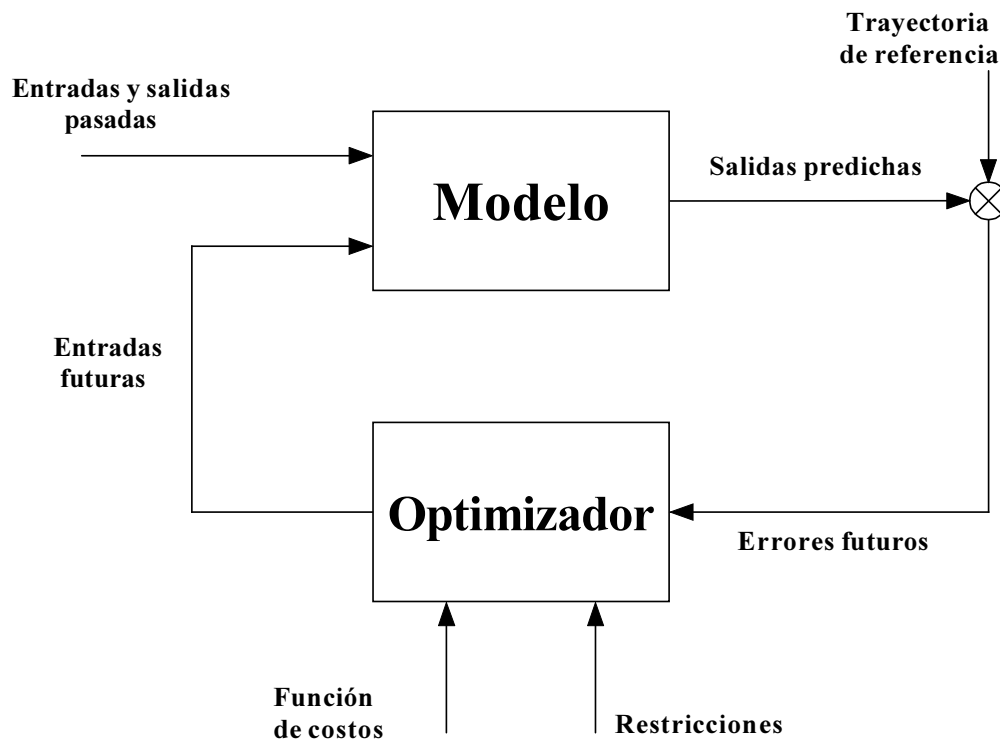 Trayectoria
de referencia
Entradas y salidas
pasadas
Modelo
Salidas predichas
Entradas
futuras
Optimizador
Errores futuros
Función
de costos
Restricciones